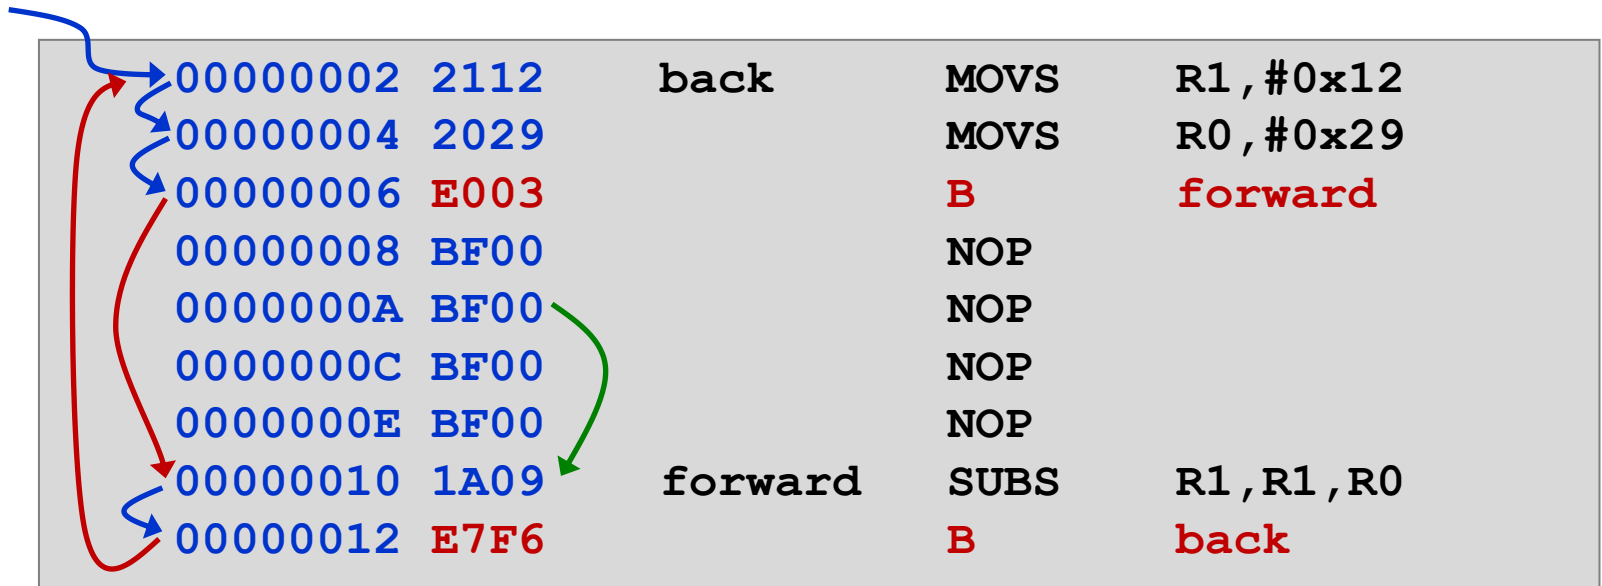 00000002 2112 back MOVS R1,#0x12
00000004 2029 MOVS R0,#0x29
00000006 E003 B forward
00000008 BF00 NOP
0000000A BF00 NOP
0000000C BF00 NOP
0000000E BF00 NOP
00000010 1A09 forward SUBS R1,R1,R0
00000012 E7F6 B back